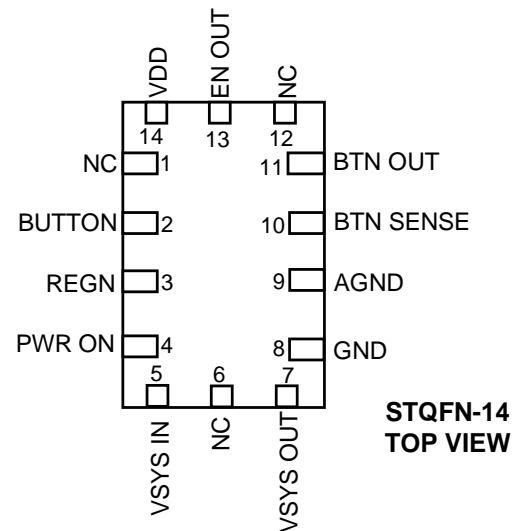 VDD
EN OUT
NC
14
13
12
NC
1
11
BTN OUT
BUTTON
2
10
BTN SENSE
REGN
3
9
AGND
PWR ON
4
8
GND
5
6
7
VSYS IN
NC
VSYS OUT
STQFN-14
TOP VIEW